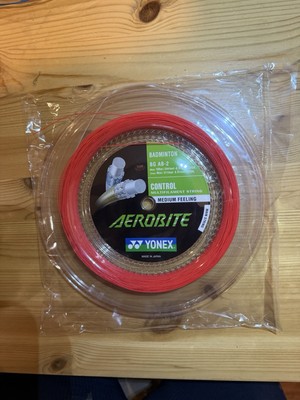 BADMINTON
BG AB-2
CONTROL
MULTIFILAMENT STRING
MEDIUM FEELING
AEROBITE
YONEX
MADE IN JAPAN